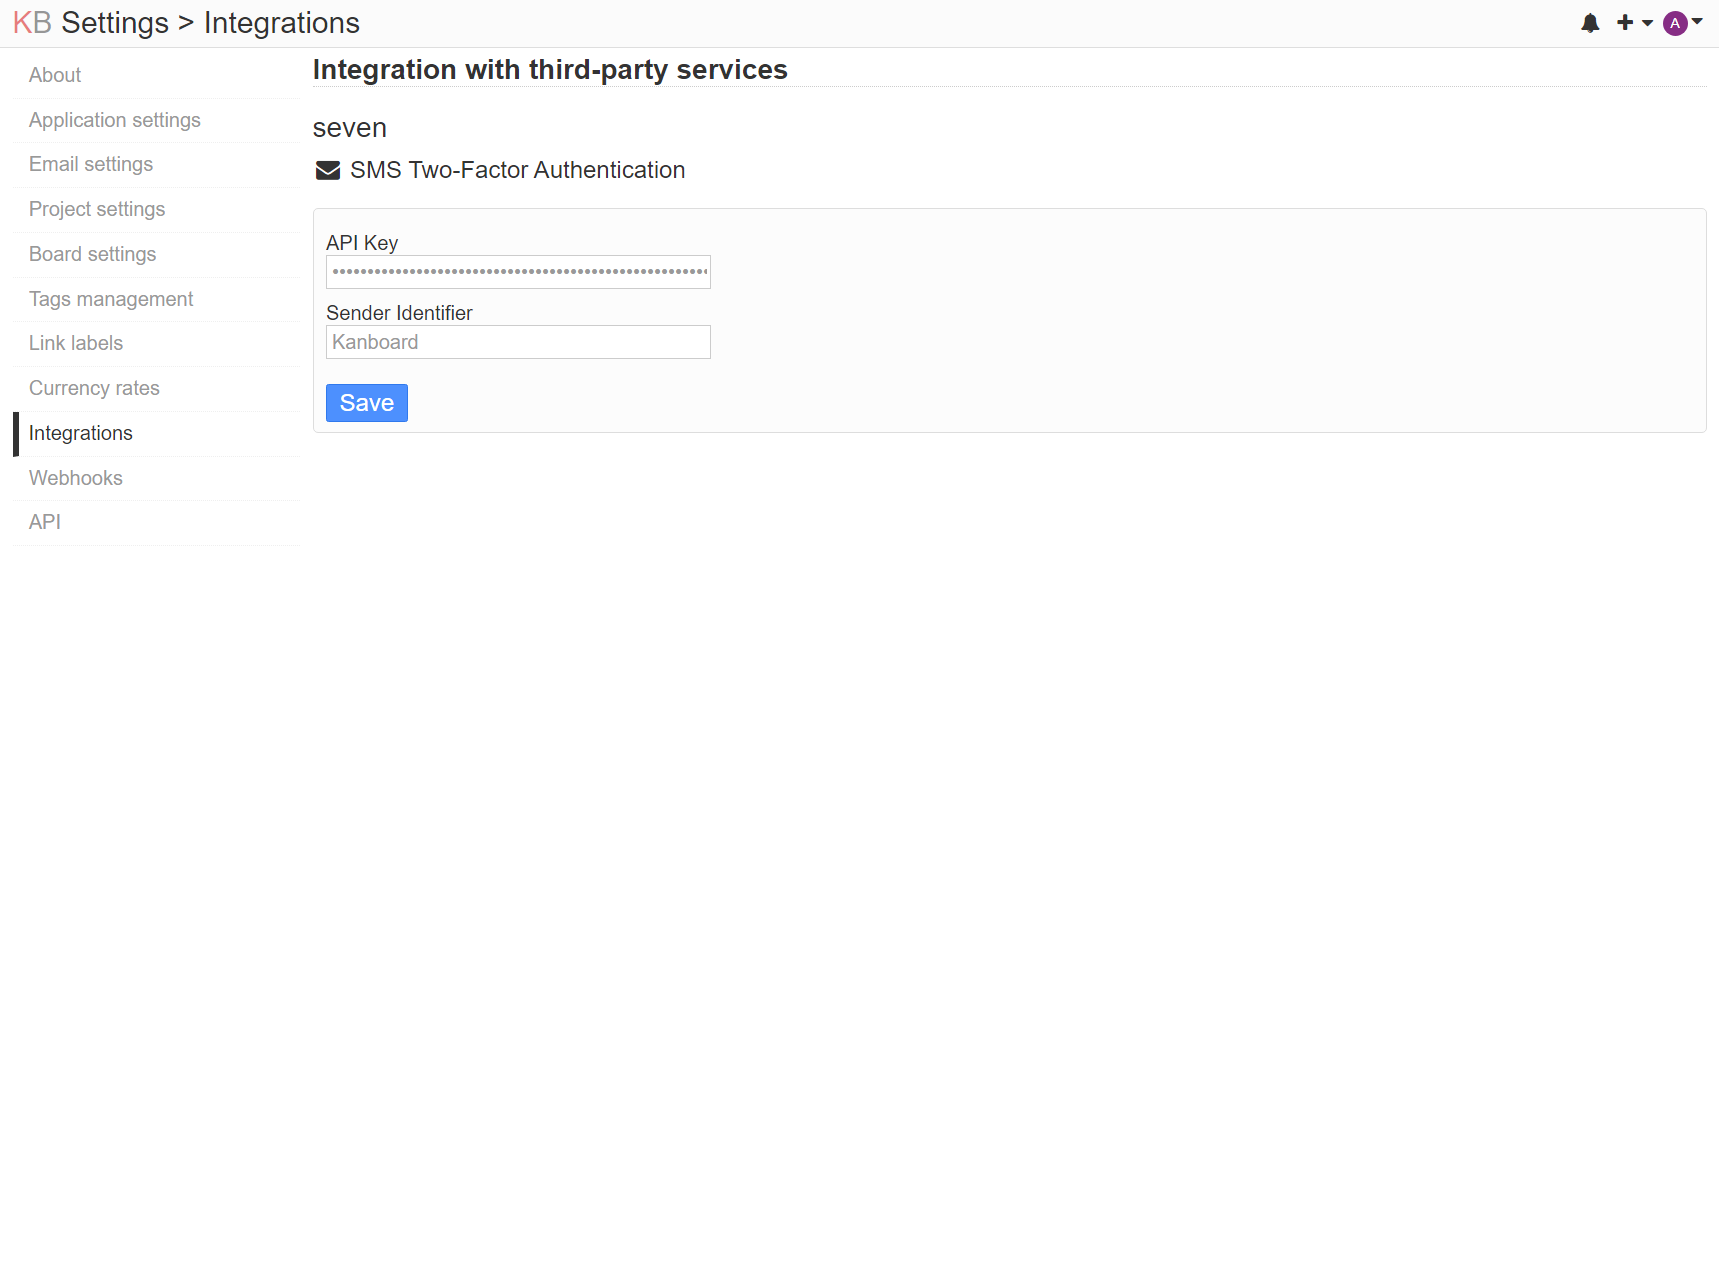 KB Settings > Integrations
A
About
Application settings
Email settings
Project settings
Board settings
Tags management
Link labels
Currency rates
Integrations
Webhooks
API
Integration with third-party services
seven
SMS Two-Factor Authentication
API Key
Sender Identifier
Kanboard
Save